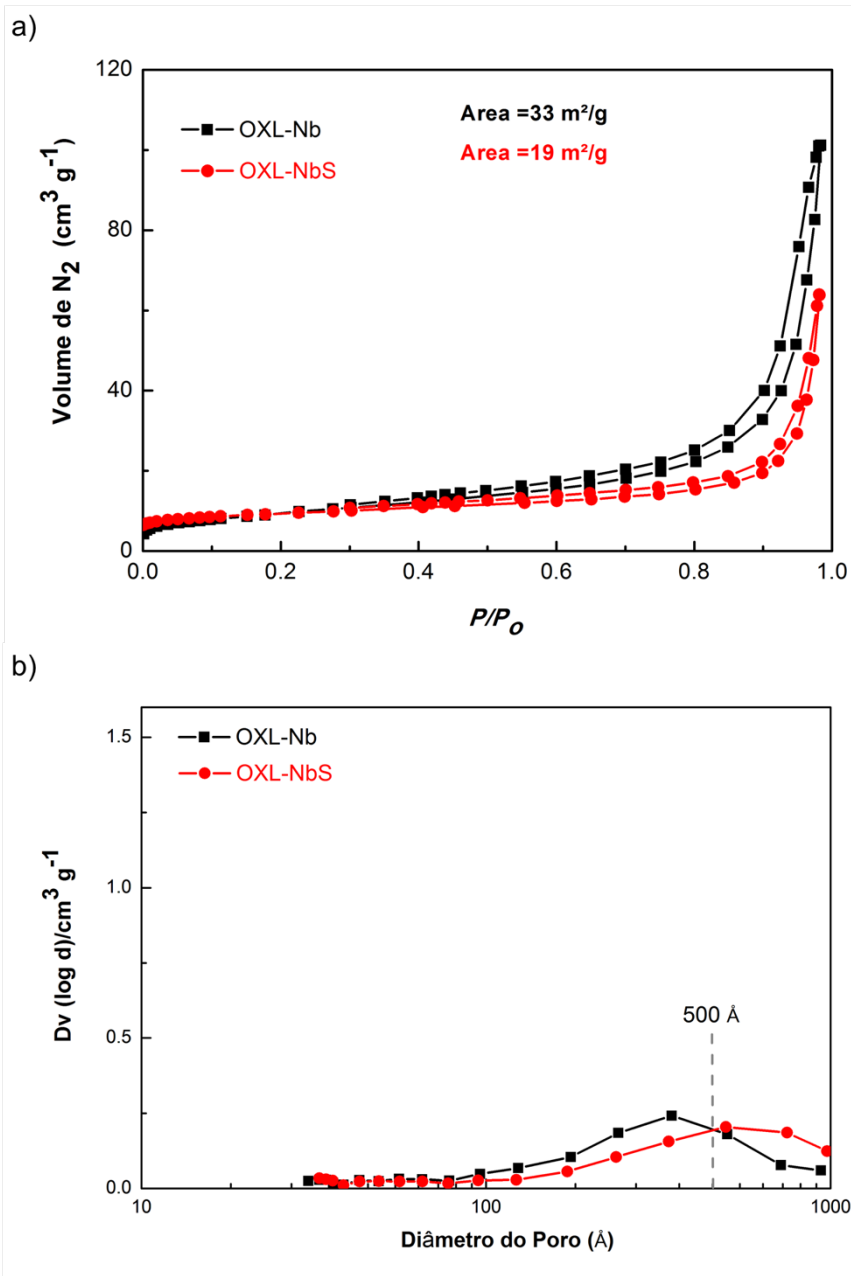 a)
120
80
40
0
Volume de N₂ (cm³ g⁻¹)
OXL-Nb
OXL-NbS
Area =33 m²/g
Area =19 m²/g
0.0 0.2 0.4 0.6 0.8 1.0
P/Po
b)
1.5
1.0
0.5
0.0
Dv (log d)/cm³ g⁻¹
OXL-Nb
OXL-NbS
500 Å
10 100 1000
Diâmetro do Poro (Å)